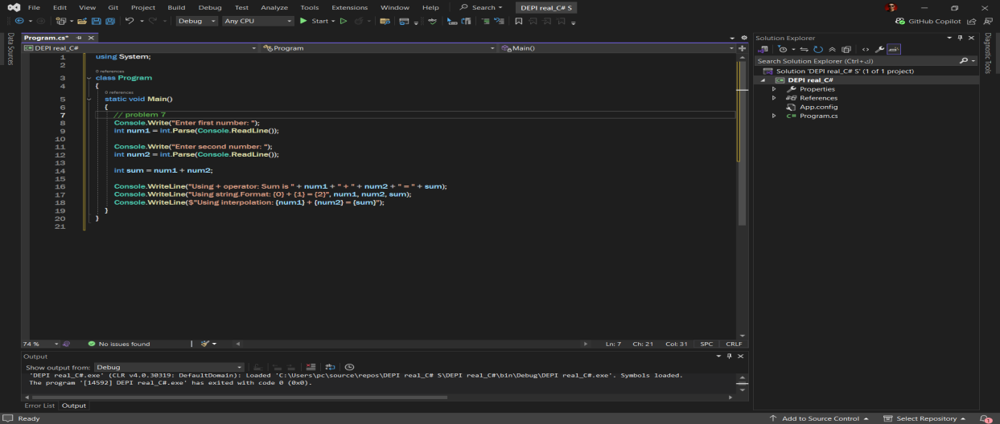 File Edit View Git Project Build Debug Test Analyze Tools Extensions Window Help Search DEPI real_C# S
Debug Any CPU Start GitHub Copilot
Data Sources
Program.cs*
DEPI real_C# Program Main()
1 using System;
2
0 references
3 class Program
4 {
0 references
5 static void Main()
6 {
7 // problem 7
8 Console.Write("Enter first number: ");
9 int num1 = int.Parse(Console.ReadLine());
10
11 Console.Write("Enter second number: ");
12 int num2 = int.Parse(Console.ReadLine());
13
14 int sum = num1 + num2;
15
16 Console.WriteLine("Using + operator: Sum is " + num1 + " + " + num2 + " = " + sum);
17 Console.WriteLine("Using string.Format: {0} + {1} = {2}", num1, num2, sum);
18 Console.WriteLine($"Using interpolation: {num1} + {num2} = {sum}");
19 }
20 }
21
74 % No issues found Ln: 7 Ch: 21 Col: 31 SPC CRLF
Output
Show output from: Debug
'DEPI real_C#.exe' (CLR v4.0.30319: DefaultDomain): Loaded 'C:\Users\pc\source\repos\DEPI real_C# S\DEPI real_C#\bin\Debug\DEPI real_C#.exe'. Symbols loaded.
The program '[14592] DEPI real_C#.exe' has exited with code 0 (0x0).
Error List Output
Solution Explorer
Search Solution Explorer (Ctrl+ك)
Solution 'DEPI real_C# S' (1 of 1 project)
DEPI real_C#
Properties
References
App.config
C# Program.cs
Diagnostic Tools
Ready Add to Source Control Select Repository 1